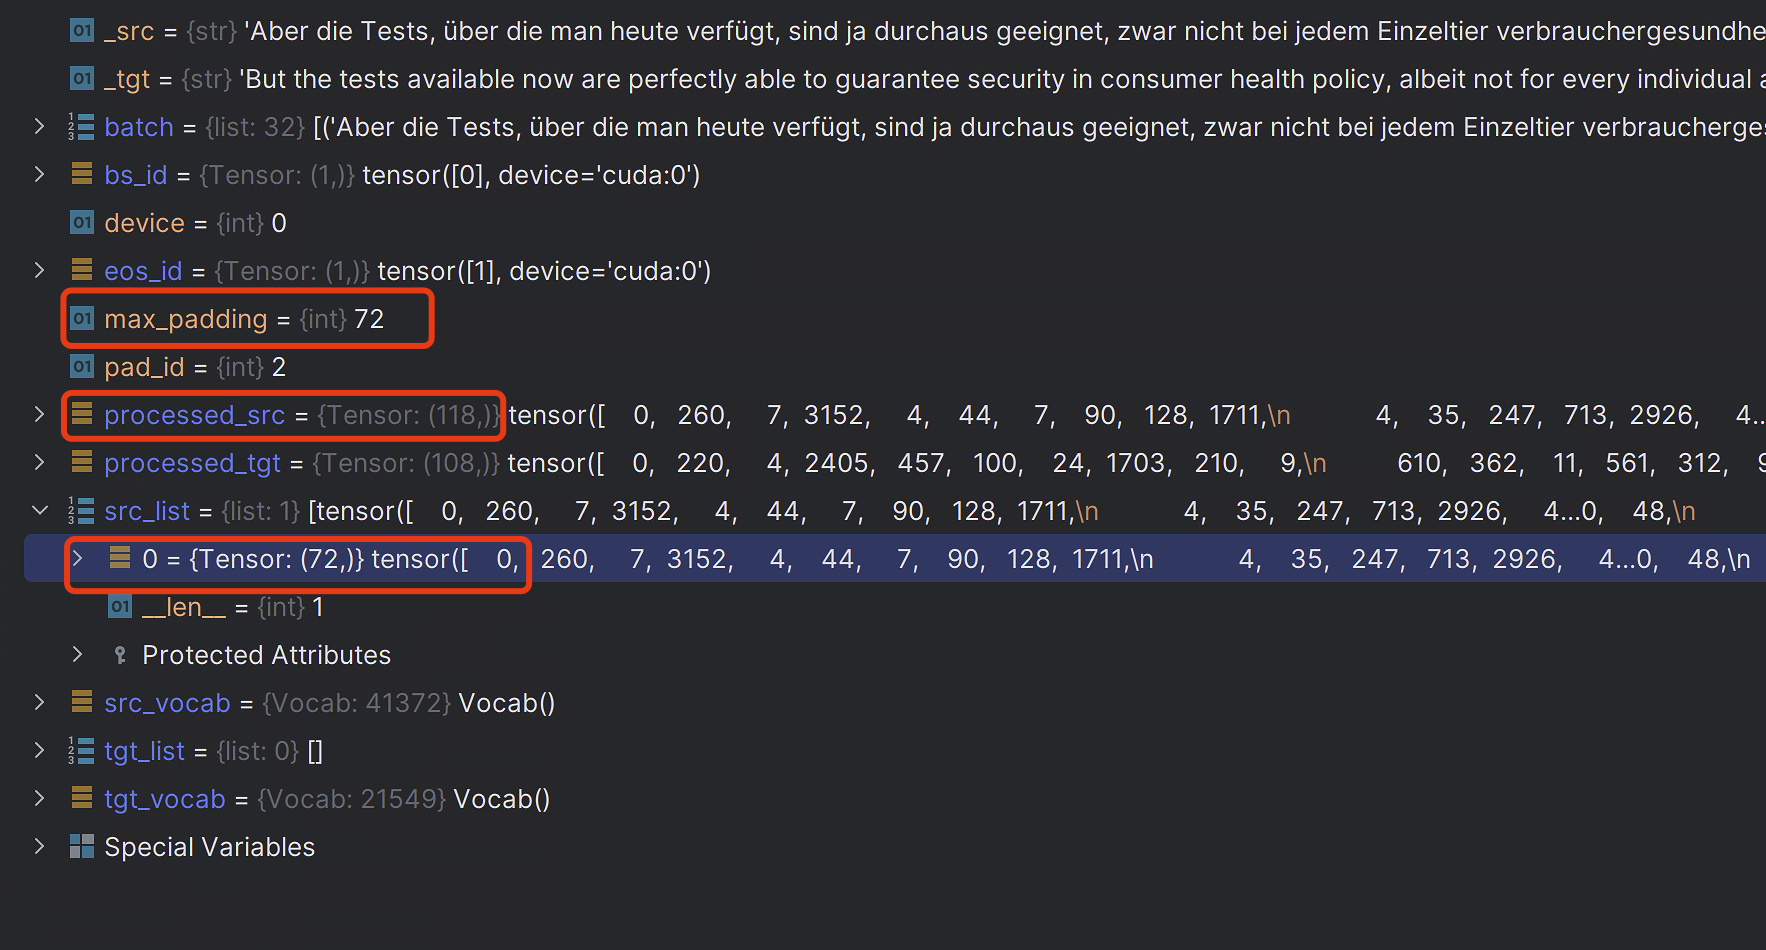 01 _src = {str} 'Aber die Tests, über die man heute verfügt, sind ja durchaus geeignet, zwar nicht bei jedem Einzeltier verbrauchergesundhe
01 _tgt = {str} 'But the tests available now are perfectly able to guarantee security in consumer health policy, albeit not for every individual a
batch = {list: 32} [('Aber die Tests, über die man heute verfügt, sind ja durchaus geeignet, zwar nicht bei jedem Einzeltier verbraucherges
bs_id = {Tensor: (1,)} tensor([0], device='cuda:0')
01 device = {int} 0
eos_id = {Tensor: (1,)} tensor([1], device='cuda:0')
01 max_padding = {int} 72
01 pad_id = {int} 2
processed_src = {Tensor: (118,)} tensor([ 0, 260, 7, 3152, 4, 44, 7, 90, 128, 1711,\n 4, 35, 247, 713, 2926, 4...
processed_tgt = {Tensor: (108,)} tensor([ 0, 220, 4, 2405, 457, 100, 24, 1703, 210, 9,\n 610, 362, 11, 561, 312, 9
src_list = {list: 1} [tensor([ 0, 260, 7, 3152, 4, 44, 7, 90, 128, 1711,\n 4, 35, 247, 713, 2926, 4...0, 48,\n
0 = {Tensor: (72,)} tensor([ 0, 260, 7, 3152, 4, 44, 7, 90, 128, 1711,\n 4, 35, 247, 713, 2926, 4...0, 48,\n
01 __len__ = {int} 1
Protected Attributes
src_vocab = {Vocab: 41372} Vocab()
tgt_list = {list: 0} []
tgt_vocab = {Vocab: 21549} Vocab()
Special Variables